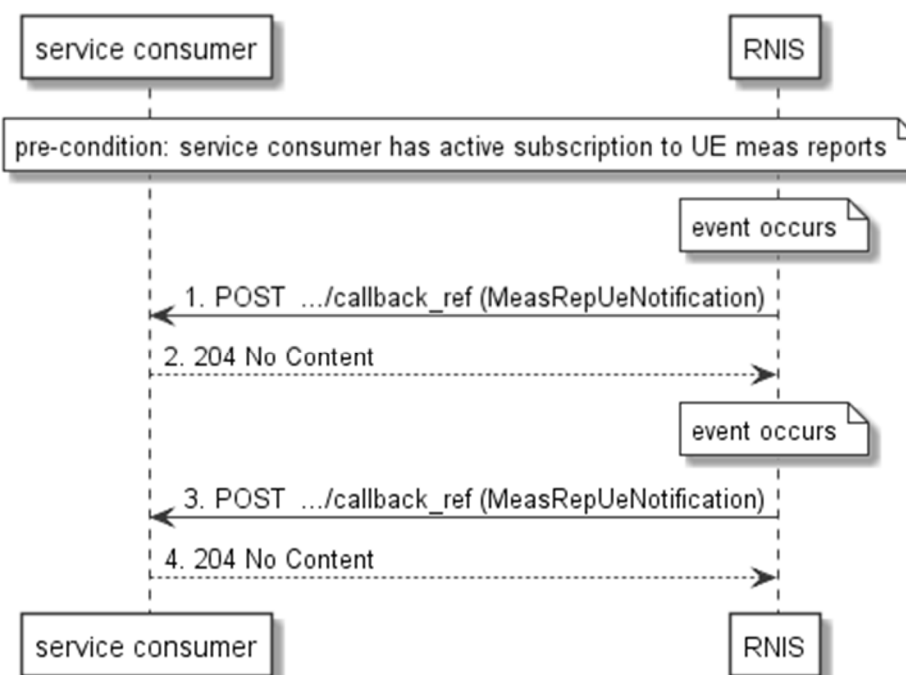 service consumer RNIS
pre-condition: service consumer has active subscription to UE meas reports
event occurs
1. POST .../callback_ref (MeasRepUeNotification)
2. 204 No Content
event occurs
3. POST .../callback_ref (MeasRepUeNotification)
4. 204 No Content
service consumer RNIS